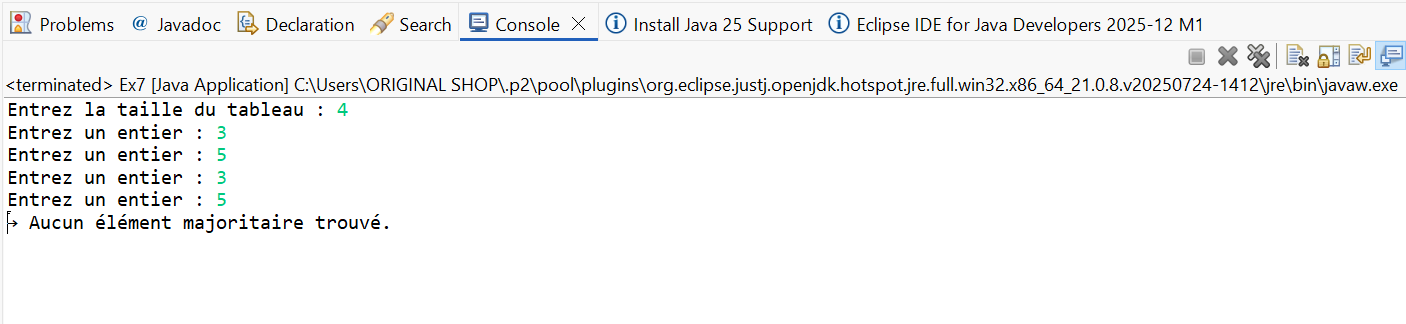 Problems @ Javadoc Declaration Search Console Install Java 25 Support Eclipse IDE for Java Developers 2025-12 M1
<terminated> Ex7 [Java Application] C:\Users\ORIGINAL SHOP\.p2\pool\plugins\org.eclipse.justj.openjdk.hotspot.jre.full.win32.x86_64_21.0.8.v20250724-1412\jre\bin\javaw.exe
Entrez la taille du tableau : 4
Entrez un entier : 3
Entrez un entier : 5
Entrez un entier : 3
Entrez un entier : 5
→ Aucun élément majoritaire trouvé.